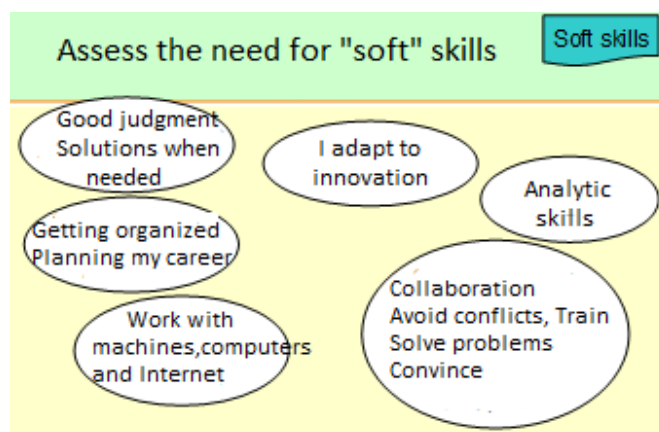 Assess the need for "soft" skills
Soft skills
Good judgment
Solutions when
needed
I adapt to
innovation
Analytic
skills
Getting organized
Planning my career
Work with
machines,computers
and Internet
Collaboration
Avoid conflicts, Train
Solve problems
Convince